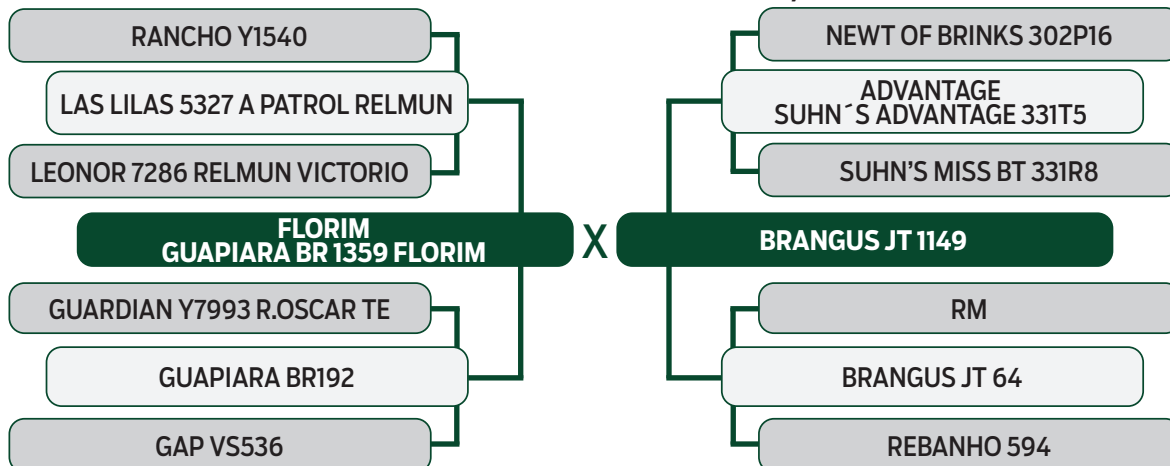 RANCHO Y1540
LAS LILAS 5327 A PATROL RELMUN
LEONOR 7286 RELMUN VICTORIO
FLORIM
GUAPIARA BR 1359 FLORIM
GUARDIAN Y7993 R.OSCAR TE
GUAPIARA BR192
GAP VS536
X
NEWT OF BRINKS 302P16
ADVANTAGE
SUHN´S ADVANTAGE 331T5
SUHN'S MISS BT 331R8
BRANGUS JT 1149
RM
BRANGUS JT 64
REBANHO 594